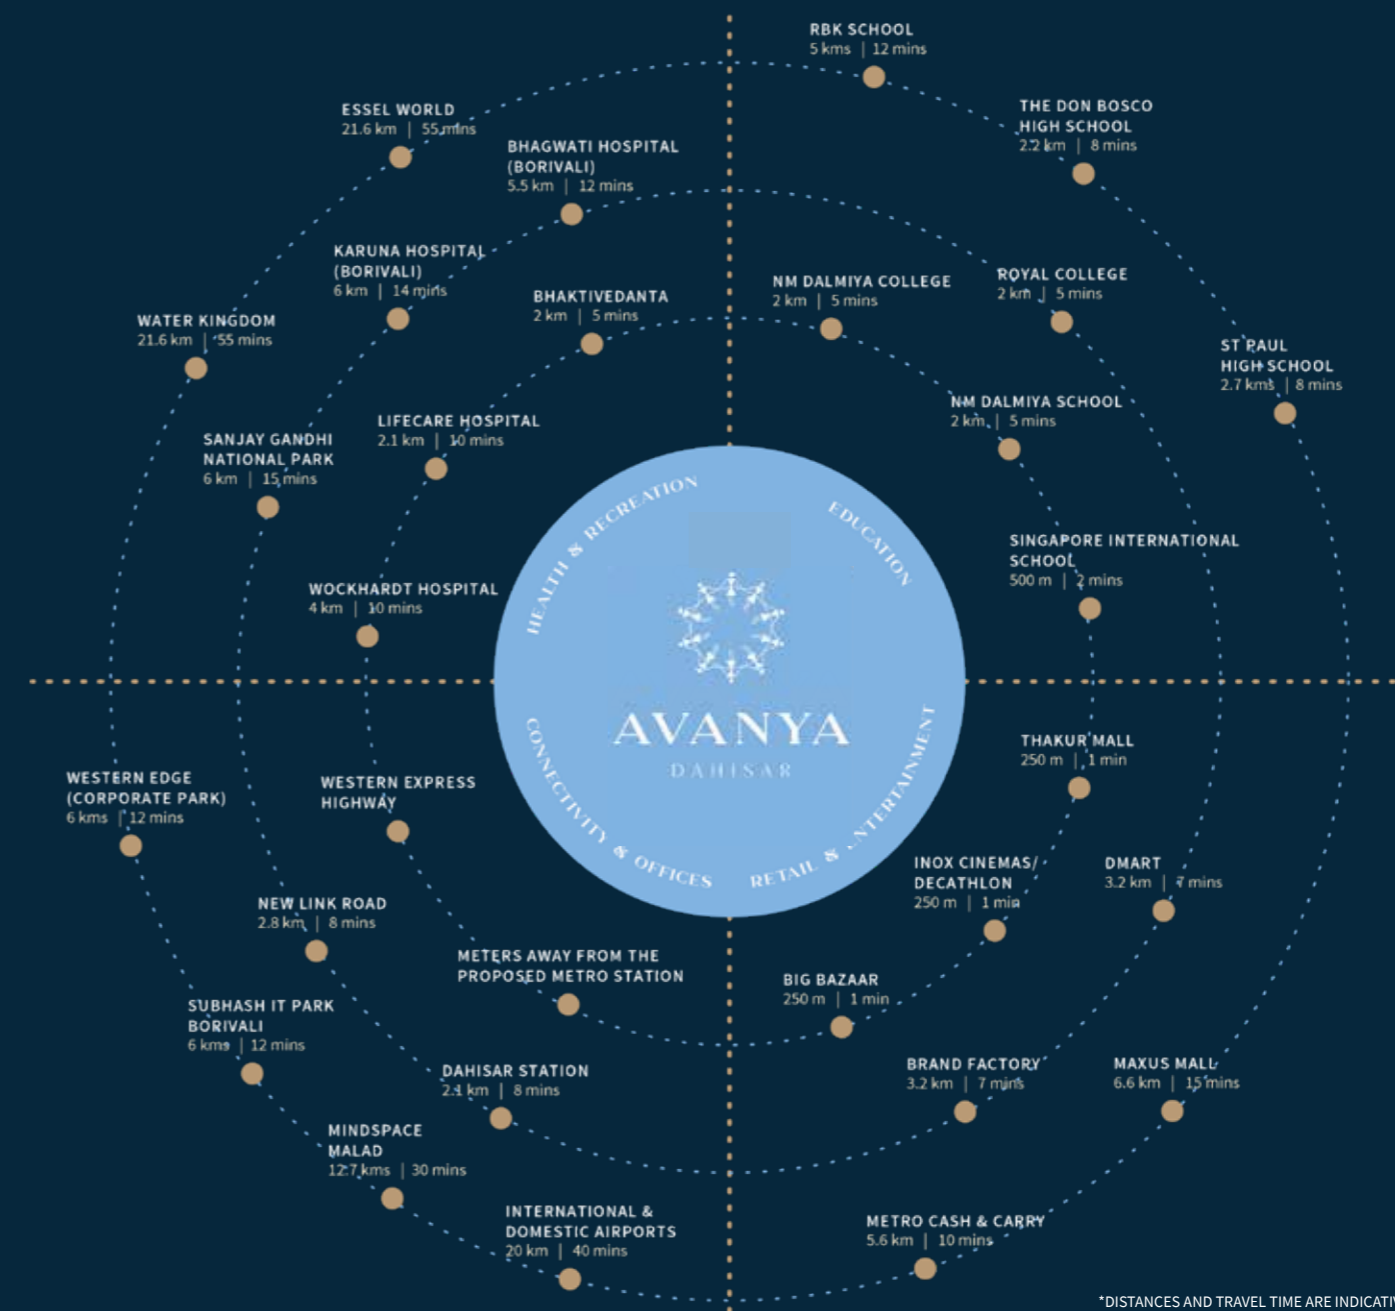 RBK SCHOOL
5 kms | 12 mins
THE DON BOSCO
HIGH SCHOOL
2.2 km | 8 mins
ESSEL WORLD
21.6 km | 55 mins
BHAGWATI HOSPITAL
(BORIVALI)
5.5 km | 12 mins
KARUNA HOSPITAL
(BORIVALI)
6 km | 14 mins
BHAKTIVEDANTA
2 km | 5 mins
NM DALMIYA COLLEGE
2 km | 5 mins
ROYAL COLLEGE
2 km | 5 mins
WATER KINGDOM
21.6 km | 55 mins
ST PAUL
HIGH SCHOOL
2.7 kms | 8 mins
LIFECARE HOSPITAL
2.1 km | 10 mins
NM DALMIYA SCHOOL
2 km | 5 mins
SANJAY GANDHI
NATIONAL PARK
6 km | 15 mins
SINGAPORE INTERNATIONAL
SCHOOL
500 m | 2 mins
WOCKHARDT HOSPITAL
4 km | 10 mins
HEALTH & RECREATION
EDUCATION
AVANYA
DAHISAR
CONNECTIVITY & OFFICES
RETAIL & ENTERTAINMENT
THAKUR MALL
250 m | 1 min
WESTERN EDGE
(CORPORATE PARK)
6 kms | 12 mins
WESTERN EXPRESS
HIGHWAY
INOX CINEMAS/
DECATHLON
250 m | 1 min
DMART
3.2 km | 7 mins
NEW LINK ROAD
2.8 km | 8 mins
METERS AWAY FROM THE
PROPOSED METRO STATION
BIG BAZAAR
250 m | 1 min
SUBHASH IT PARK
BORIVALI
6 kms | 12 mins
DAHISAR STATION
2.1 km | 8 mins
BRAND FACTORY
3.2 km | 7 mins
MAXUS MALL
6.6 km | 15 mins
MINDSPACE
MALAD
12.7 kms | 30 mins
INTERNATIONAL &
DOMESTIC AIRPORTS
20 km | 40 mins
METRO CASH & CARRY
5.6 km | 10 mins
*DISTANCES AND TRAVEL TIME ARE INDICATI